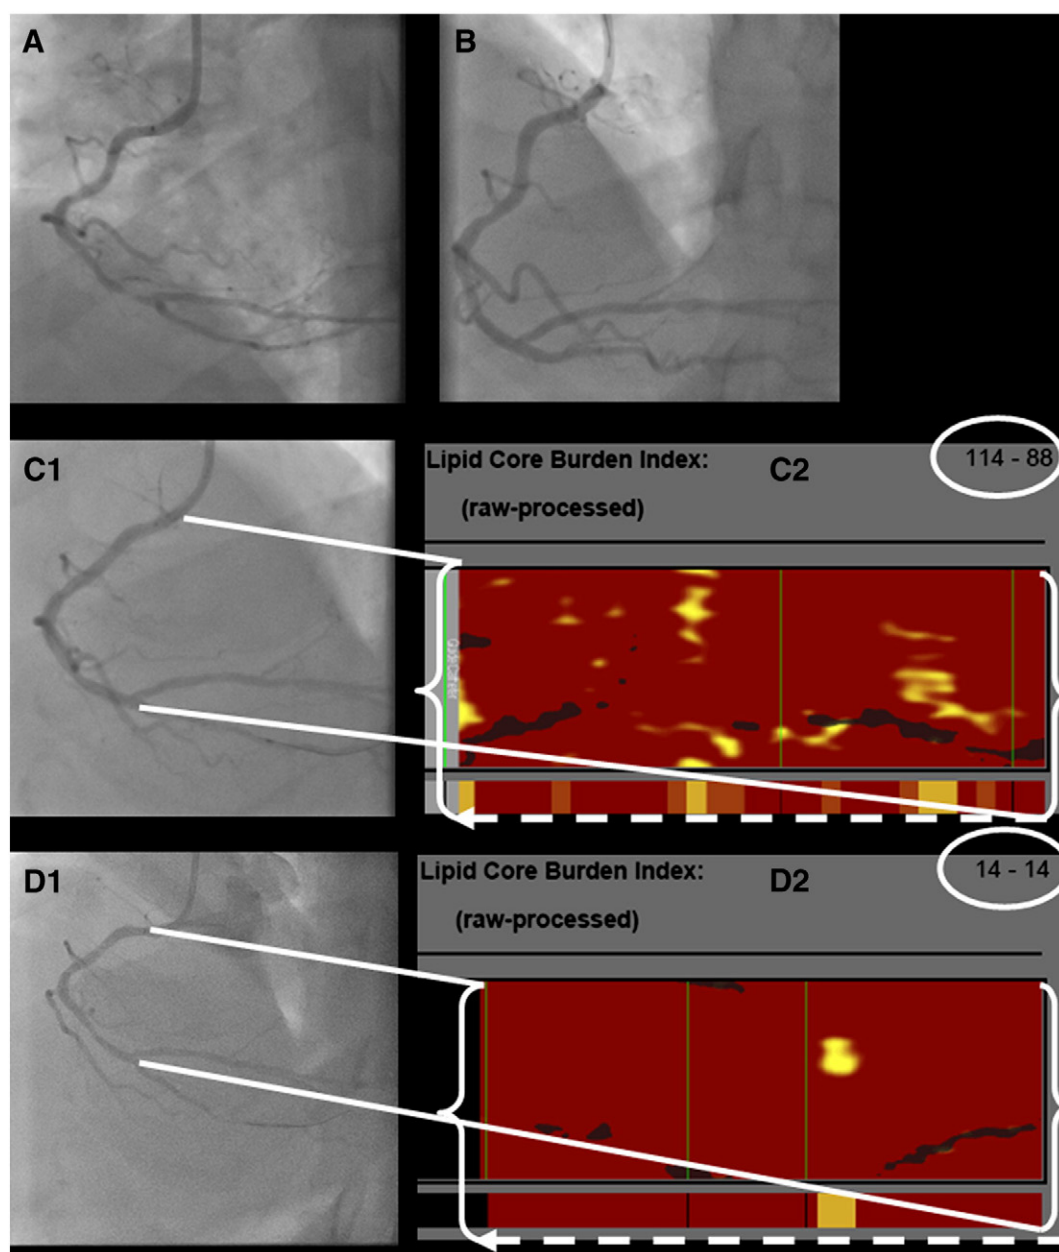 A
B
C1
Lipid Core Burden Index:
(raw-processed)
C2
114 - 88
D1
Lipid Core Burden Index:
(raw-processed)
D2
14 - 14